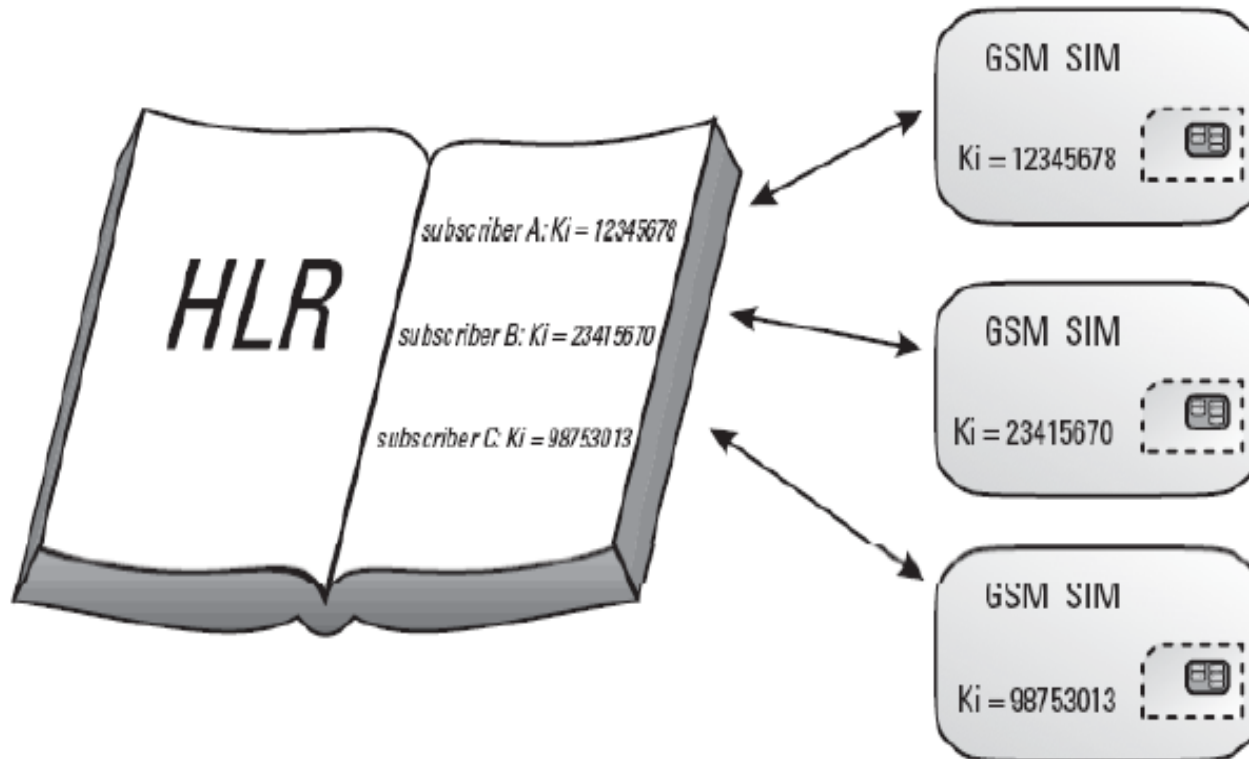 HLR
subscriber A: Ki = 12345678
subscriber B: Ki = 23415670
subscriber C: Ki = 98753013
GSM SIM
Ki = 12345678
GSM SIM
Ki = 23415670
GSM SIM
Ki = 98753013